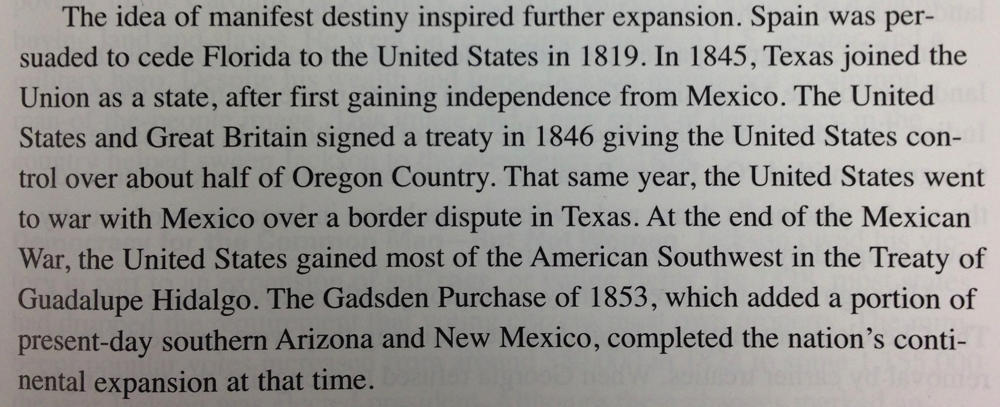 The idea of manifest destiny inspired further expansion. Spain was per-
suaded to cede Florida to the United States in 1819. In 1845, Texas joined the
Union as a state, after first gaining independence from Mexico. The United
States and Great Britain signed a treaty in 1846 giving the United States con-
trol over about half of Oregon Country. That same year, the United States went
to war with Mexico over a border dispute in Texas. At the end of the Mexican
War, the United States gained most of the American Southwest in the Treaty of
Guadalupe Hidalgo. The Gadsden Purchase of 1853, which added a portion of
present-day southern Arizona and New Mexico, completed the nation’s conti-
nental expansion at that time.